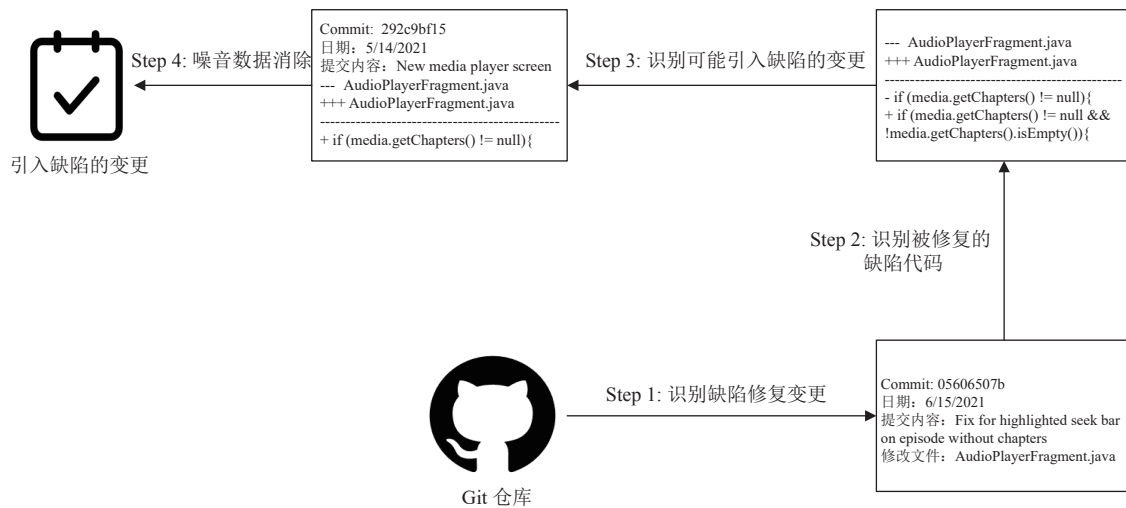 Commit: 292c9bf15
日期：5/14/2021
提交内容：New media player screen
--- AudioPlayerFragment.java
+++ AudioPlayerFragment.java
--------------------------------------------------
+ if (media.getChapters() != null){
Step 4: 噪音数据消除
引入缺陷的变更
Step 3: 识别可能引入缺陷的变更
--- AudioPlayerFragment.java
+++ AudioPlayerFragment.java
--------------------------------------------------
- if (media.getChapters() != null){
+ if (media.getChapters() != null &&
!media.getChapters().isEmpty()){
Step 2: 识别被修复的
缺陷代码
Step 1: 识别缺陷修复变更
Git 仓库
Commit: 05606507b
日期：6/15/2021
提交内容：Fix for highlighted seek bar
on episode without chapters
修改文件：AudioPlayerFragment.java